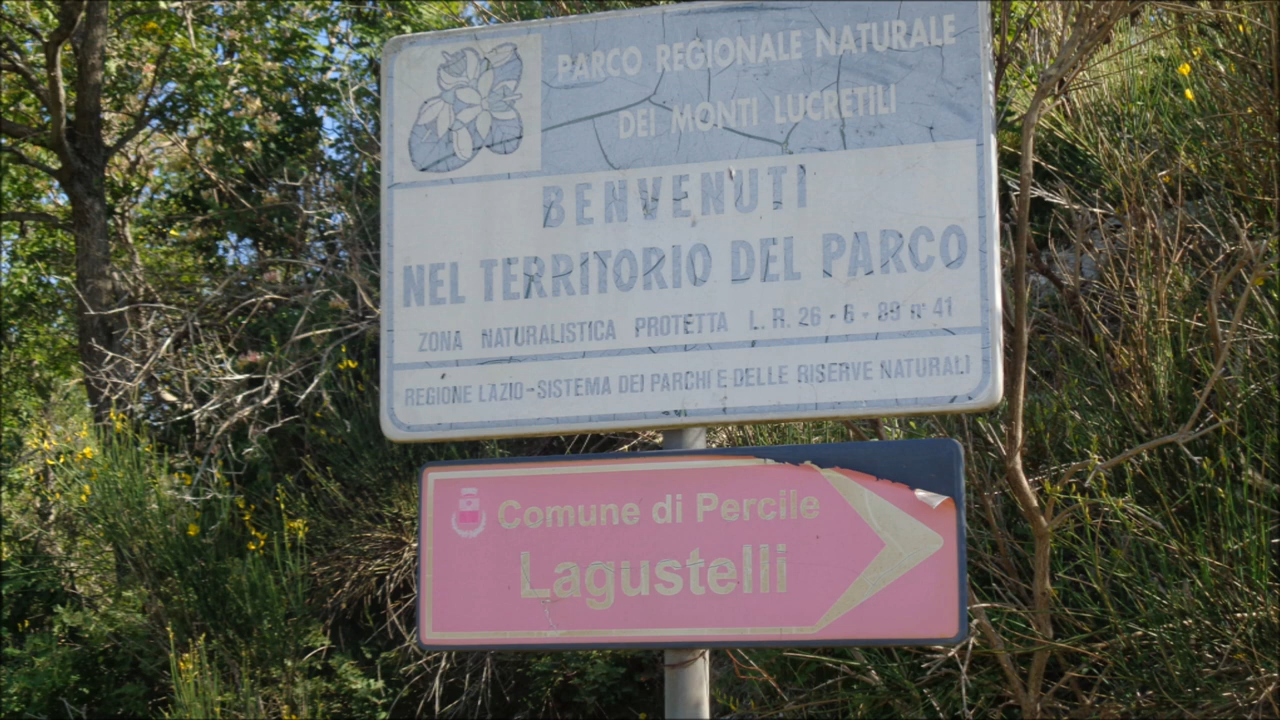 PARCO REGIONALE NATURALE
DEI MONTI LUCRETILI
BENVENUTI
NEL TERRITORIO DEL PARCO
ZONA NATURALISTICA PROTETTA L. R. 26 - 6 - 89 n° 41
REGIONE LAZIO-SISTEMA DEI PARCHI E DELLE RISERVE NATURALI
Comune di Percile
Lagustelli